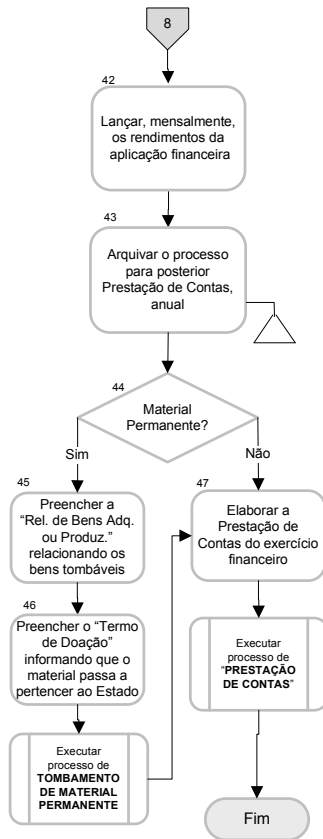 8
42
Lançar, mensalmente,
os rendimentos da
aplicação financeira
43
Arquivar o processo
para posterior
Prestação de Contas,
anual
44
Material
Permanente?
Sim
Não
45
Preencher a
“Rel. de Bens Adq.
ou Produz.”
relacionando os
bens tombáveis
46
Preencher o “Termo
de Doação”
informando que o
material passa a
pertencer ao Estado
Executar
processo de
TOMBAMENTO
DE MATERIAL
PERMANENTE
47
Elaborar a
Prestação de
Contas do exercício
financeiro
Executar
processo de
“PRESTAÇÃO
DE CONTAS”
Fim